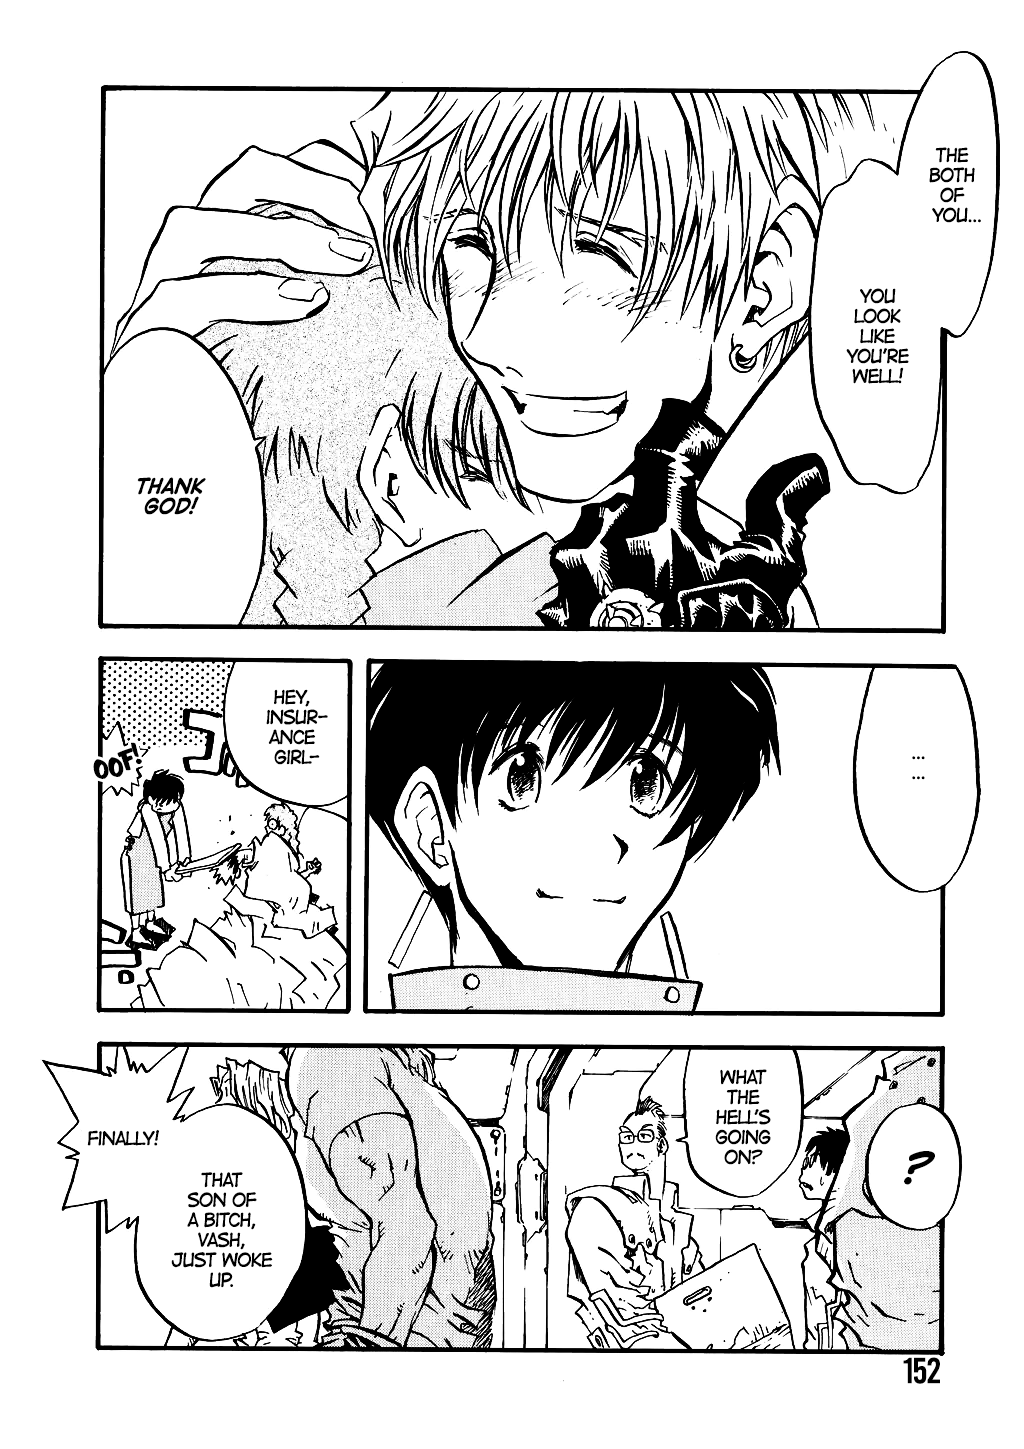 THE
BOTH
OF
YOU...
YOU
LOOK
LIKE
YOU'RE
WELL!
THANK
GOD!
...
...
HEY,
INSUR-
ANCE
GIRL-
OOF!
WHAT
THE
HELL'S
GOING
ON?
?
FINALLY!
THAT
SON OF
A BITCH,
VASH,
JUST WOKE
UP.
152